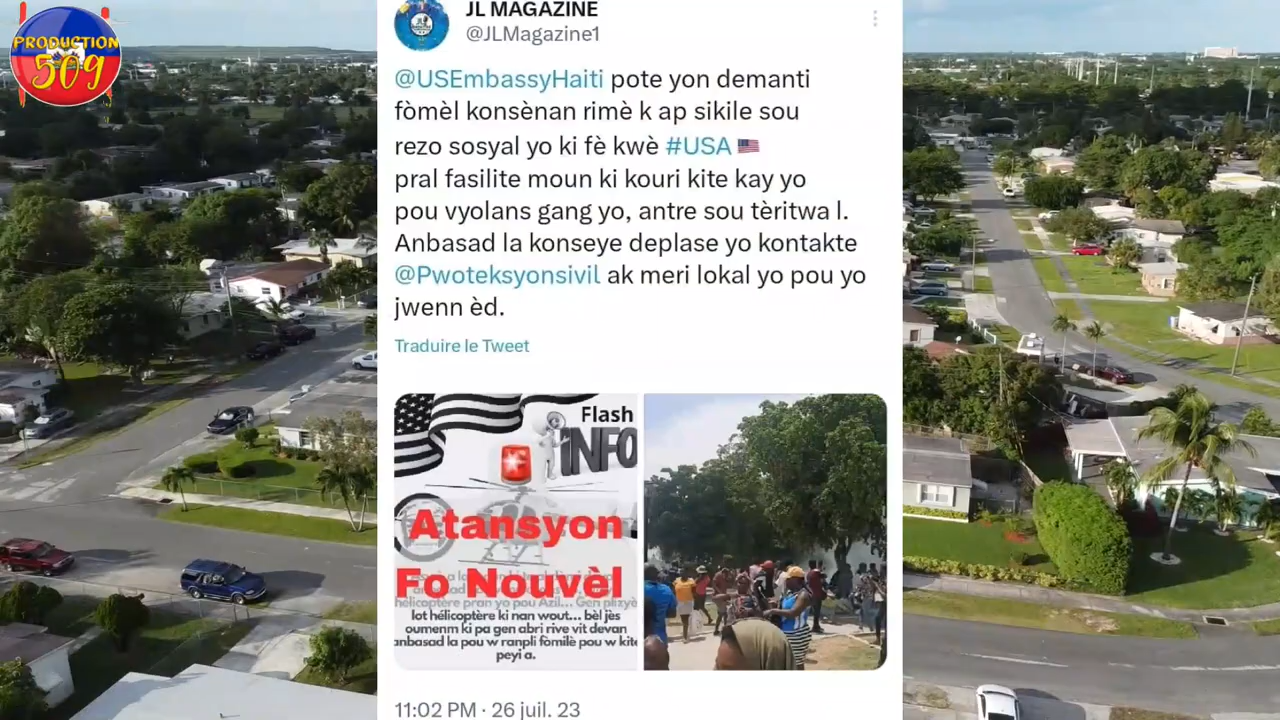 PRODUCTION
509
JL MAGAZINE
@JLMagazine1
@USEmbassyHaiti pote yon demanti
fòmèl konsènan rimè k ap sikile sou
rezo sosyal yo ki fè kwè #USA 🇺🇸
pral fasilite moun ki kouri kite kay yo
pou vyolans gang yo, antre sou tèritwa l.
Anbasad la konseye deplase yo kontakte
@Pwoteksyonsivil ak meri lokal yo pou yo
jwenn èd.
Traduire le Tweet
Flash
iNFO
Atansyon
Fo Nouvèl
hélicoptère pran yo pou Azil... Gen plizyè
lot hélicoptère ki nan wout... bèl jès
oumenm ki pa gen abri rive vit devan
anbasad la pou w ranpli fòmilè pou w kite
peyi a.
11:02 PM · 26 juil. 23